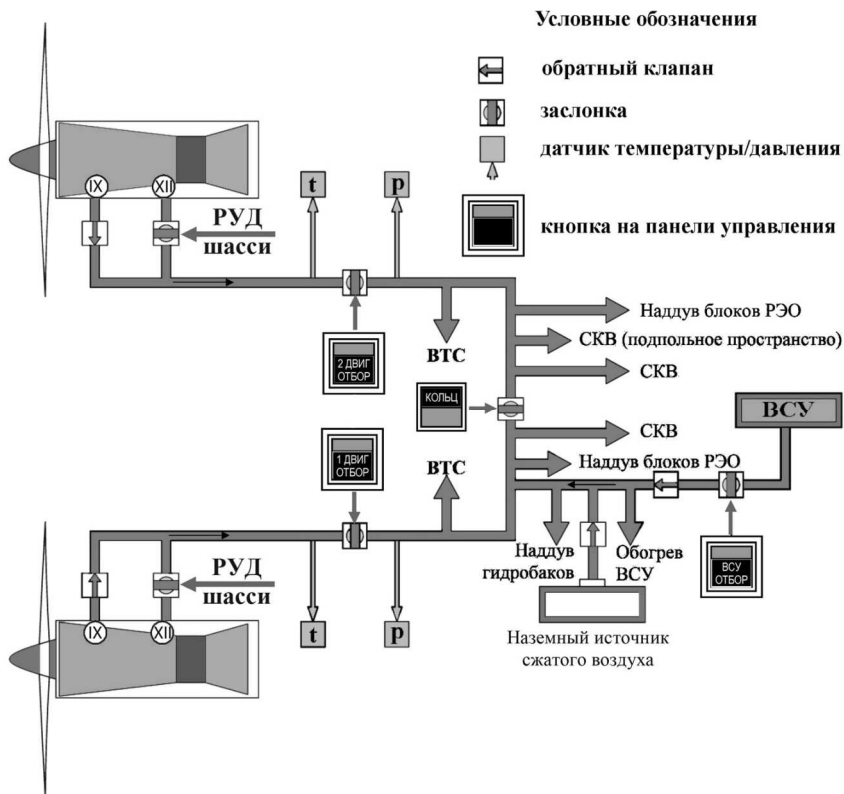 Условные обозначения
обратный клапан
заслонка
датчик температуры/давления
кнопка на панели управления
IX
XII
РУД
шасси
t
p
2 ДВИГ
ОТБОР
ВТС
Наддув блоков РЭО
СКВ (подпольное пространство)
СКВ
КОЛЬЦ
ВСУ
СКВ
1 ДВИГ
ОТБОР
ВТС
Наддув блоков РЭО
РУД
шасси
Наддув
гидробаков
Обогрев
ВСУ
ВСУ
ОТБОР
IX
XII
t
p
Наземный источник
сжатого воздуха